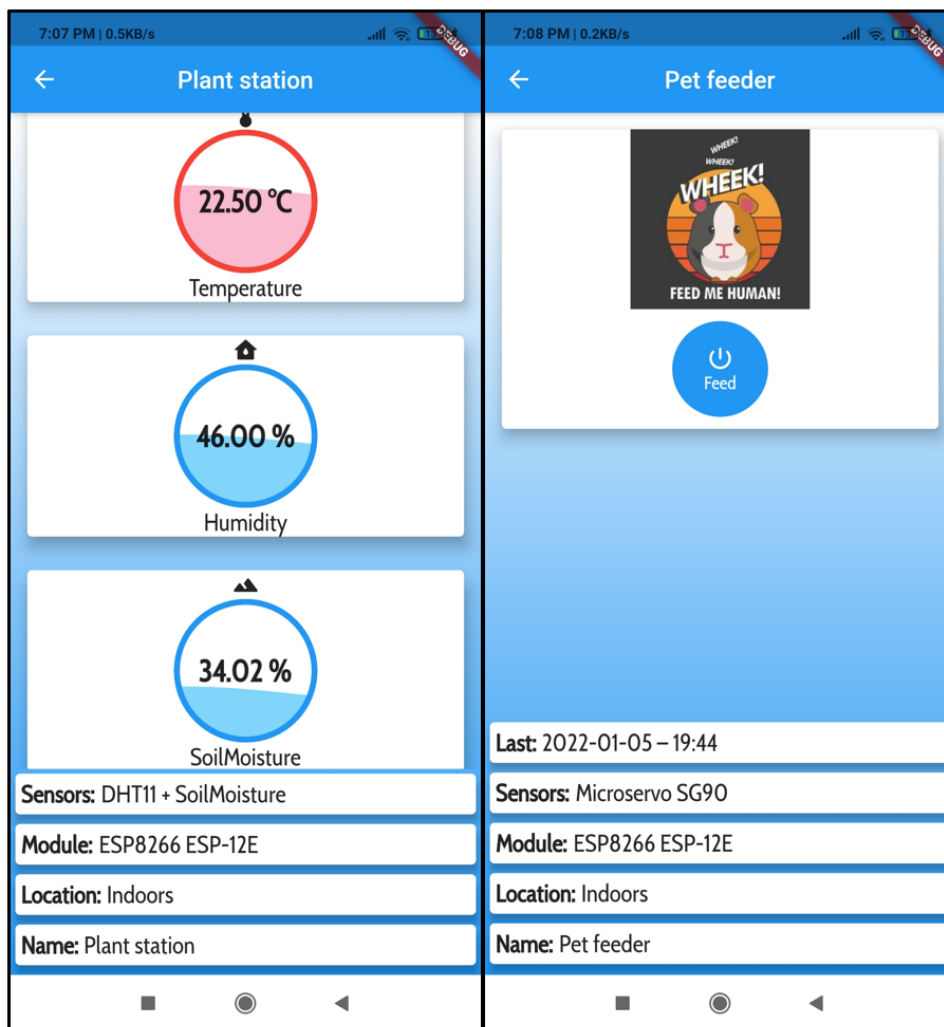 7:07 PM | 0.5KB/s
DEBUG
Plant station
22.50 °C
Temperature
46.00 %
Humidity
34.02 %
SoilMoisture
Sensors: DHT11 + SoilMoisture
Module: ESP8266 ESP-12E
Location: Indoors
Name: Plant station
7:08 PM | 0.2KB/s
DEBUG
Pet feeder
WHEEK!
WHEEK!
WHEEK!
FEED ME HUMAN!
Feed
Last: 2022-01-05 – 19:44
Sensors: Microservo SG90
Module: ESP8266 ESP-12E
Location: Indoors
Name: Pet feeder